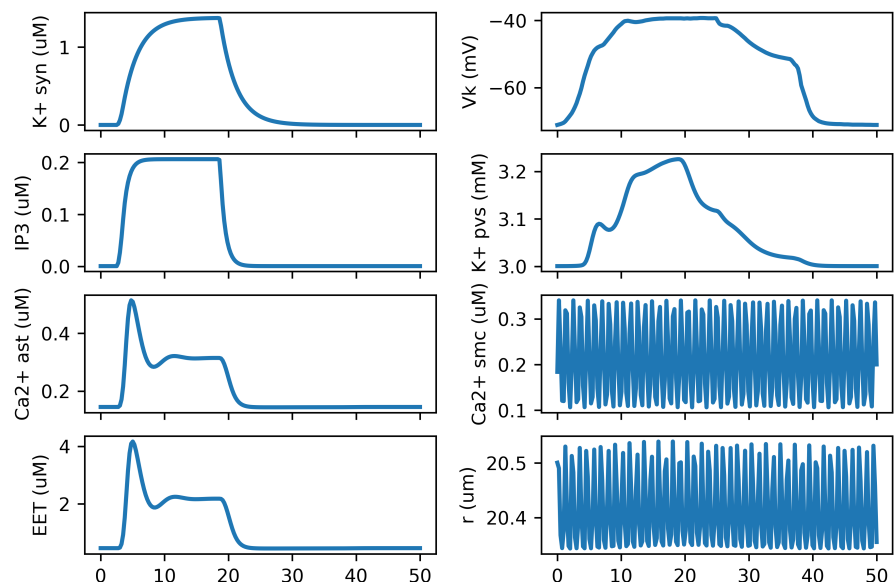 K+ syn (uM)
1
0
Vk (mV)
−40
−60
IP3 (uM)
0.2
0.1
0.0
K+ pvs (mM)
3.2
3.1
3.0
Ca2+ ast (uM)
0.4
0.2
Ca2+ smc (uM)
0.3
0.2
0.1
EET (uM)
4
2
0 10 20 30 40 50
r (um)
20.5
20.4
0 10 20 30 40 50